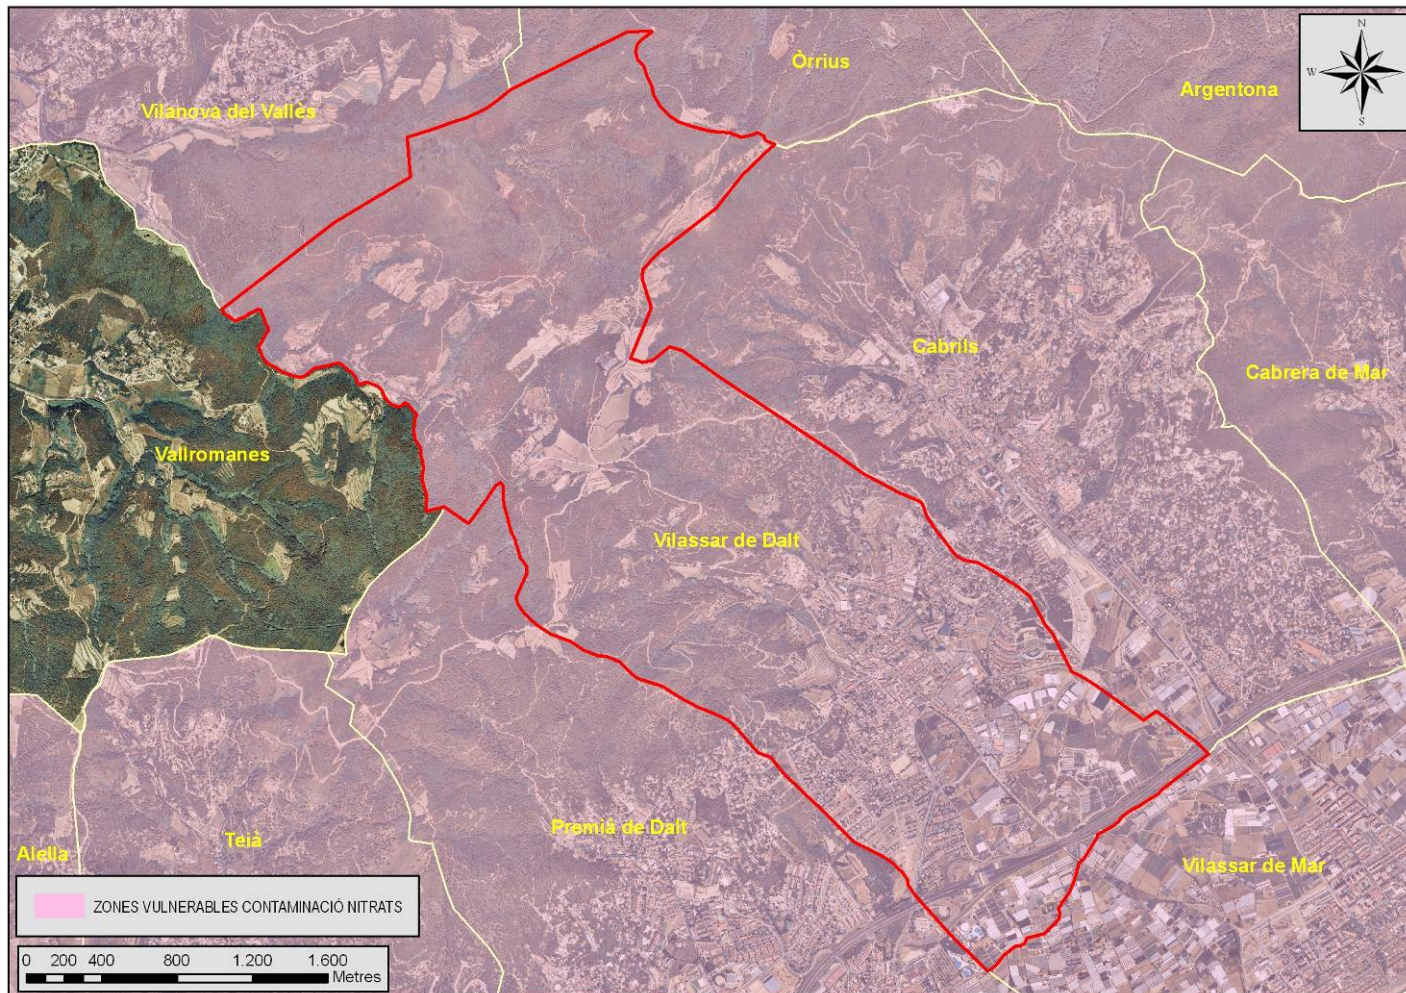 N
W
S
Òrrius
Argentona
Vilanova del Vallès
Cabrils
Cabrera de Mar
Vallromanes
Vilassar de Dalt
Premià de Dalt
Teià
Alella
Vilassar de Mar
ZONES VULNERABLES CONTAMINACIÓ NITRATS
0 200 400 800 1.200 1.600
Metres